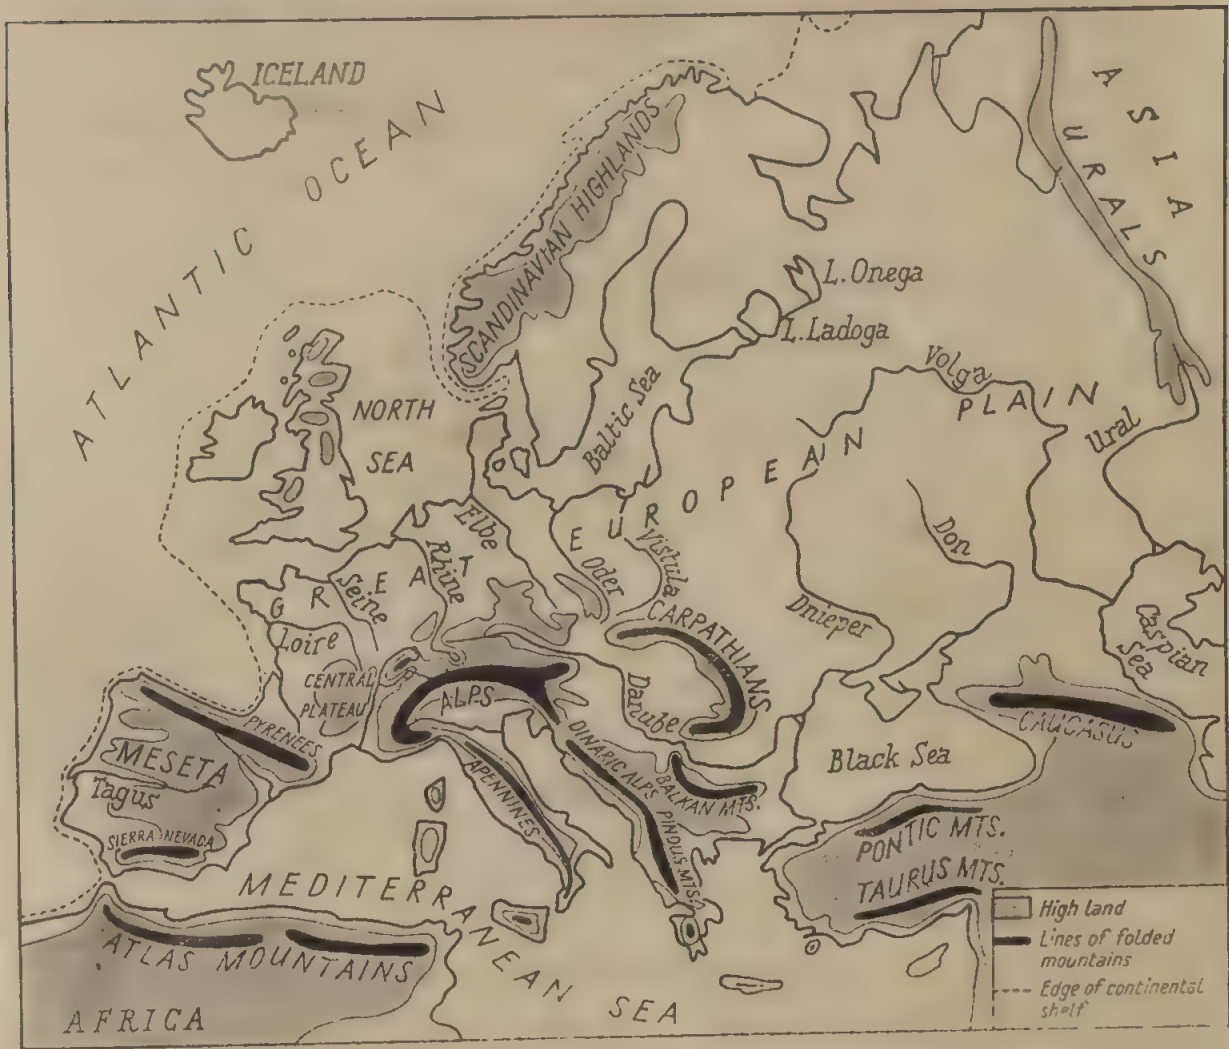 ICELAND
ATLANTIC OCEAN
ASIA
URALS
SCANDINAVIAN HIGHLANDS
L. Onega
L. Ladoga
NORTH
SEA
Baltic Sea
Volga
GREAT EUROPEAN PLAIN
Ural
Elbe
Rhine
Seine
Loire
Oder
Vistula
Don
Dnieper
CARPATHIANS
Caspian
Sea
CENTRAL
PLATEAU
ALPS
Danube
PYRENEES
MESETA
Tagus
SIERRA NEVADA
APENNINES
DINARIC ALPS
BALKAN MTS.
PINDUS MTS.
Black Sea
CAUCASUS
PONTIC MTS.
TAURUS MTS.
MEDITERRANEAN SEA
ATLAS MOUNTAINS
AFRICA
High land
Lines of folded
mountains
Edge of continental
shelf